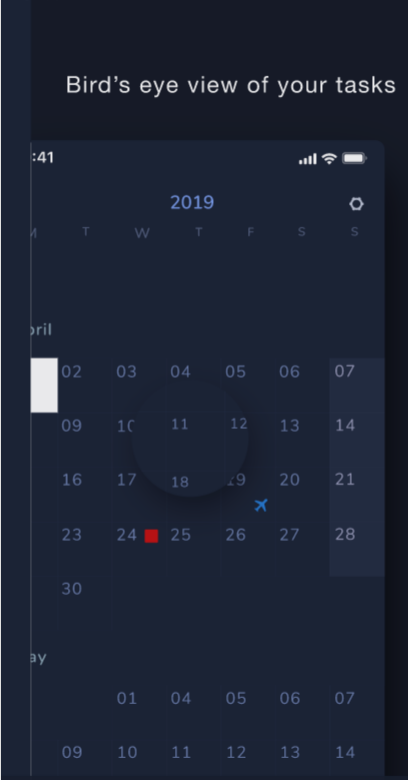 Bird's eye view of your tasks
:41
2019
M T W T F S S
pril
02 03 04 05 06 07
09 10 11 12 13 14
16 17 18 19 20 21
23 24 25 26 27 28
30
ay
01 04 05 06 07
09 10 11 12 13 14